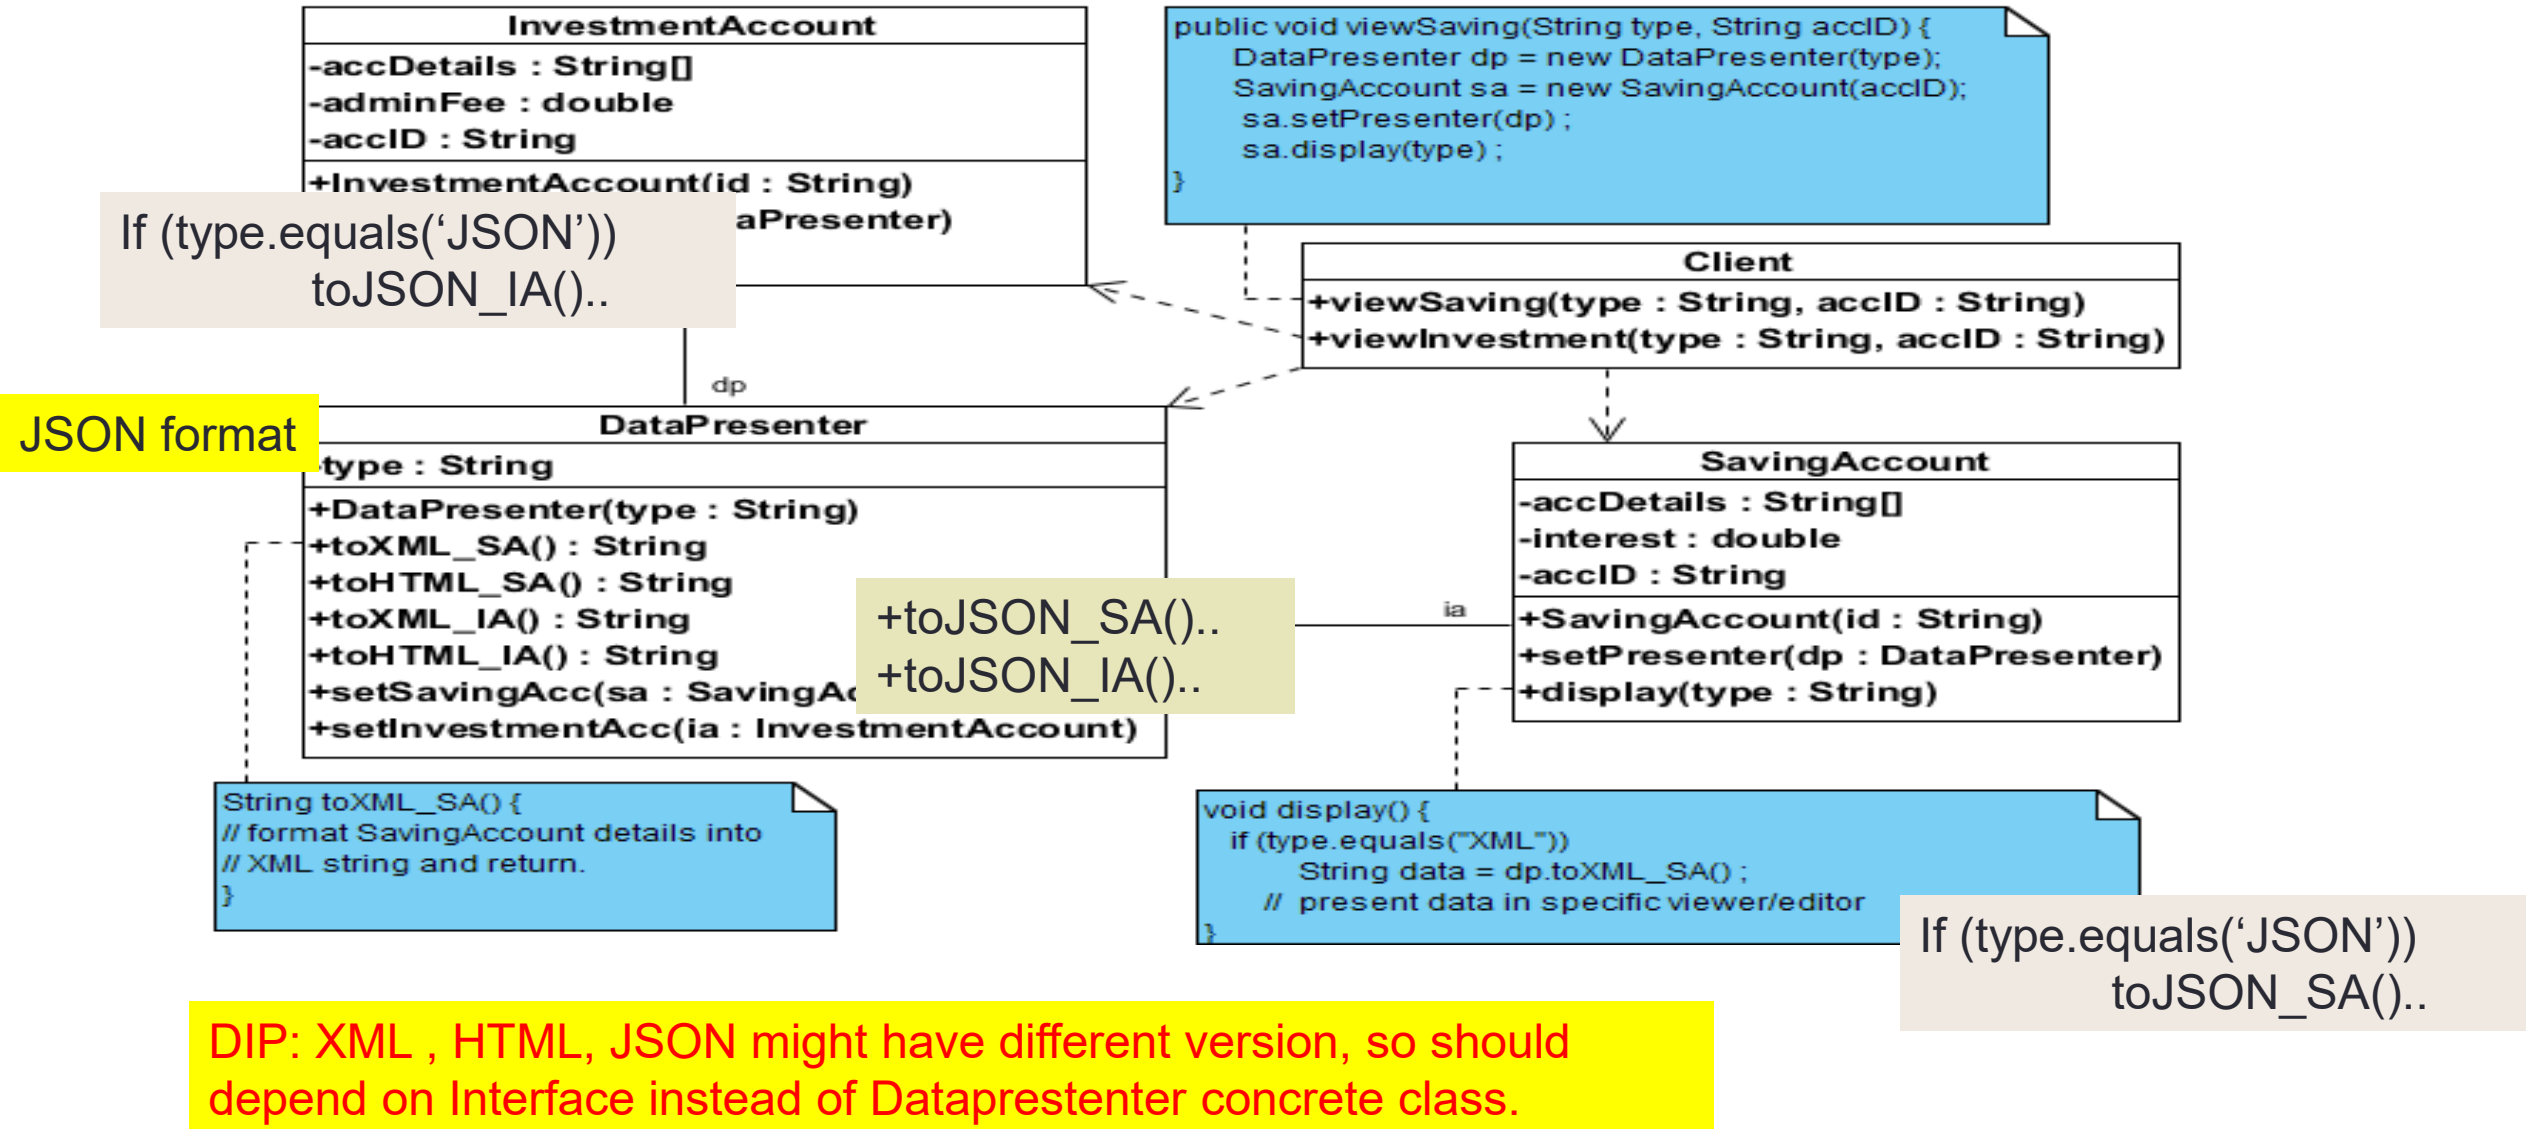 InvestmentAccount
-accDetails : String[]
-adminFee : double
-accID : String
+InvestmentAccount(id : String)
aPresenter)
If (type.equals(‘JSON’))
toJSON_IA()..
public void viewSaving(String type, String accID) {
DataPresenter dp = new DataPresenter(type);
SavingAccount sa = new SavingAccount(accID);
sa.setPresenter(dp) ;
sa.display(type) ;
}
Client
+viewSaving(type : String, accID : String)
+viewInvestment(type : String, accID : String)
dp
JSON format
DataPresenter
-type : String
+DataPresenter(type : String)
+toXML_SA() : String
+toHTML_SA() : String
+toXML_IA() : String
+toHTML_IA() : String
+setSavingAcc(sa : SavingAc
+setInvestmentAcc(ia : InvestmentAccount)
+toJSON_SA()..
+toJSON_IA()..
ia
SavingAccount
-accDetails : String[]
-interest : double
-accID : String
+SavingAccount(id : String)
+setPresenter(dp : DataPresenter)
+display(type : String)
String toXML_SA() {
// format SavingAccount details into
// XML string and return.
}
void display() {
if (type.equals("XML"))
String data = dp.toXML_SA() ;
// present data in specific viewer/editor
}
If (type.equals(‘JSON’))
toJSON_SA()..
DIP: XML , HTML, JSON might have different version, so should
depend on Interface instead of Dataprestenter concrete class.